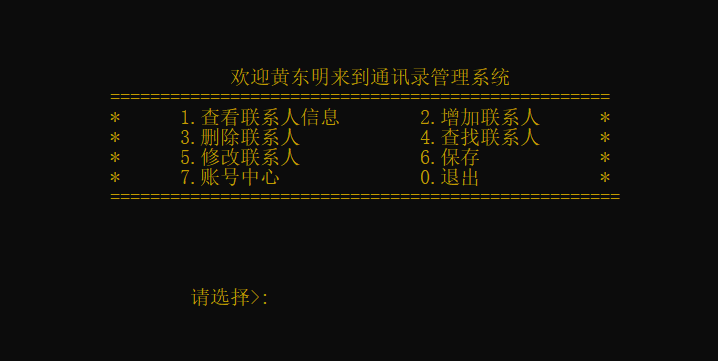 欢迎黄东明来到通讯录管理系统
==================================================
* 1.查看联系人信息 2.增加联系人 *
* 3.删除联系人 4.查找联系人 *
* 5.修改联系人 6.保存 *
* 7.账号中心 0.退出 *
===================================================
请选择>: